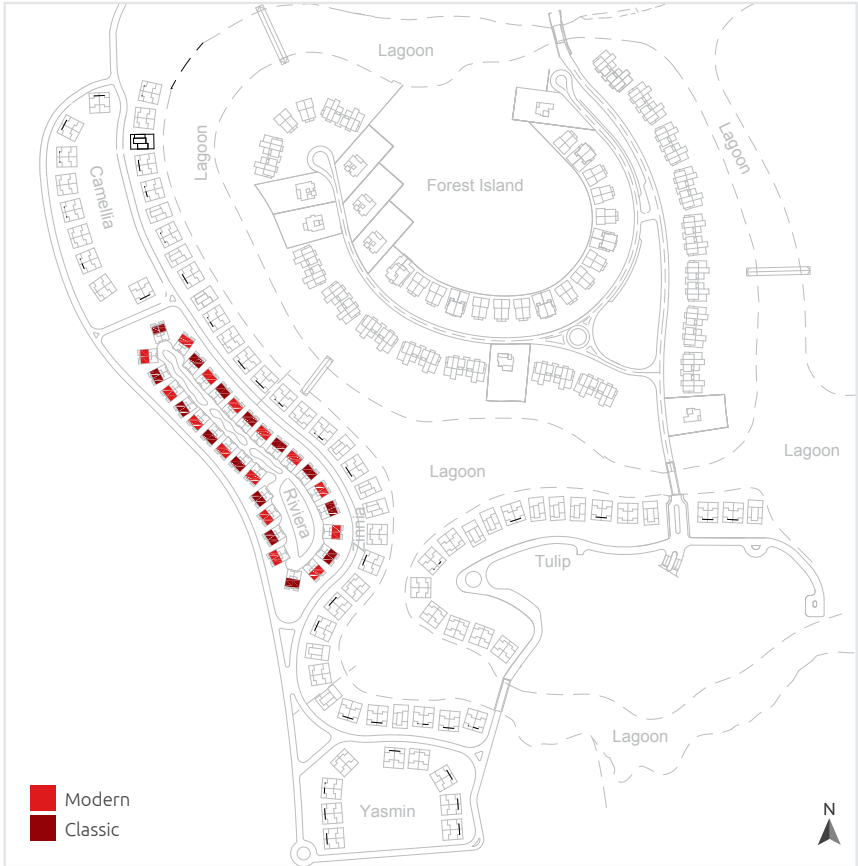 Lagoon
Lagoon
Lagoon
Camellia
Forest Island
Lagoon
Lagoon
Riviera
Zinnia
Tulip
Lagoon
Yasmin
Modern
Classic
N